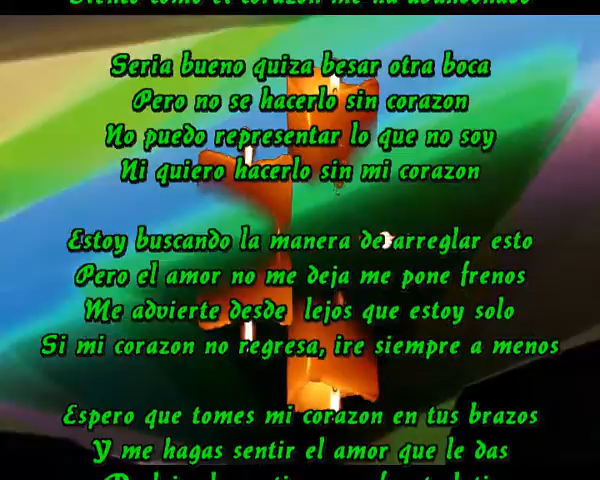 Siento como el corazon me ha abandonado
Seria bueno quiza besar otra boca
Pero no se hacerlo sin corazon
No puedo representar lo que no soy
Ni quiero hacerlo sin mi corazon
Estoy buscando la manera de arreglar esto
Pero el amor no me deja me pone frenos
Me advierte desde lejos que estoy solo
Si mi corazon no regresa, ire siempre a menos
Espero que tomes mi corazon en tus brazos
Y me hagas sentir el amor que le das